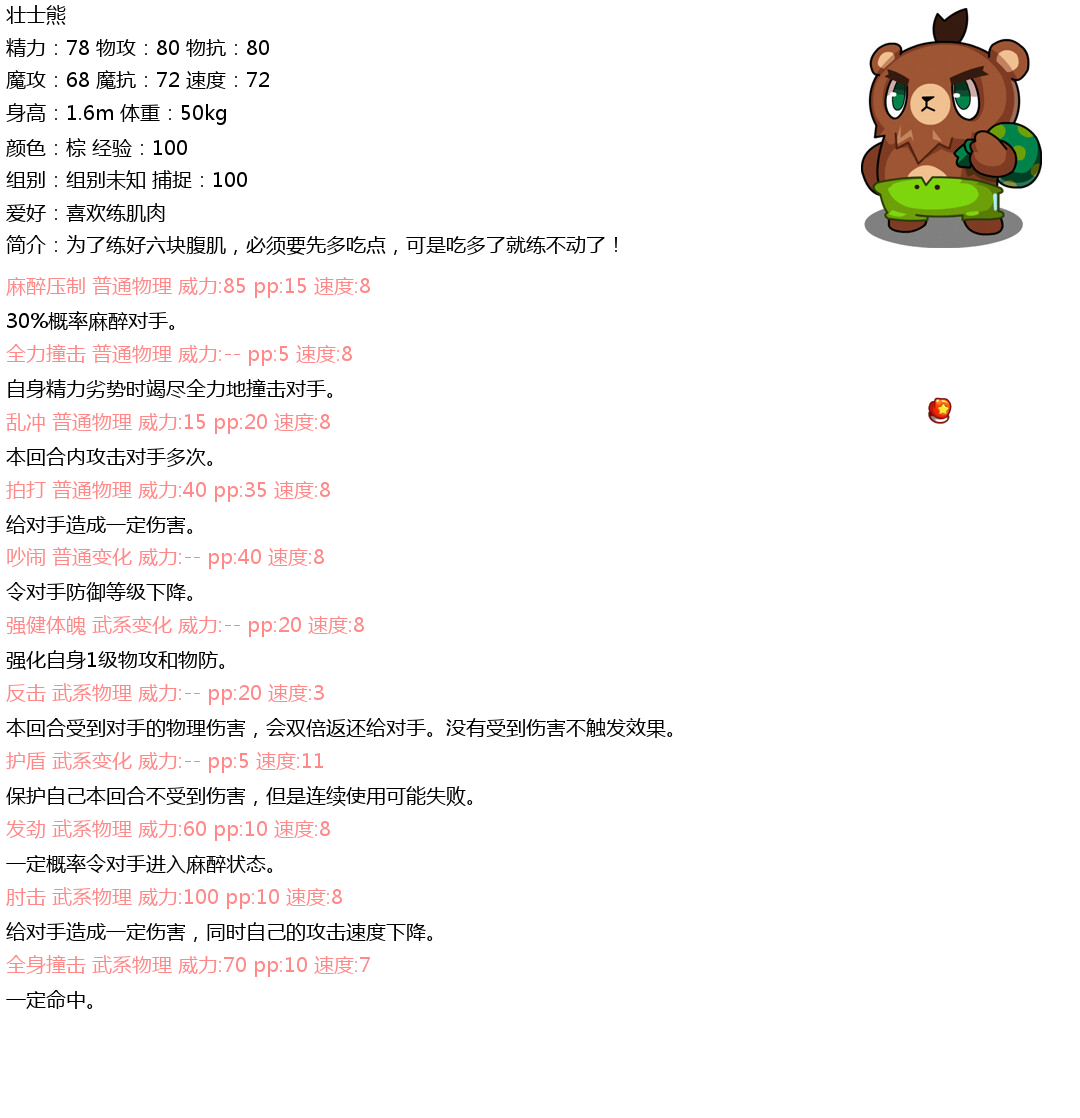 壮士熊
精力：78 物攻：80 物抗：80
魔攻：68 魔抗：72 速度：72
身高：1.6m 体重：50kg
颜色：棕 经验：100
组别：组别未知 捕捉：100
爱好：喜欢练肌肉
简介：为了练好六块腹肌，必须要先多吃点，可是吃多了就练不动了！
麻醉压制 普通物理 威力:85 pp:15 速度:8
30%概率麻醉对手。
全力撞击 普通物理 威力:-- pp:5 速度:8
自身精力劣势时竭尽全力地撞击对手。
乱冲 普通物理 威力:15 pp:20 速度:8
本回合内攻击对手多次。
拍打 普通物理 威力:40 pp:35 速度:8
给对手造成一定伤害。
吵闹 普通变化 威力:-- pp:40 速度:8
令对手防御等级下降。
强健体魄 武系变化 威力:-- pp:20 速度:8
强化自身1级物攻和物防。
反击 武系物理 威力:-- pp:20 速度:3
本回合受到对手的物理伤害，会双倍返还给对手。没有受到伤害不触发效果。
护盾 武系变化 威力:-- pp:5 速度:11
保护自己本回合不受到伤害，但是连续使用可能失败。
发劲 武系物理 威力:60 pp:10 速度:8
一定概率令对手进入麻醉状态。
肘击 武系物理 威力:100 pp:10 速度:8
给对手造成一定伤害，同时自己的攻击速度下降。
全身撞击 武系物理 威力:70 pp:10 速度:7
一定命中。